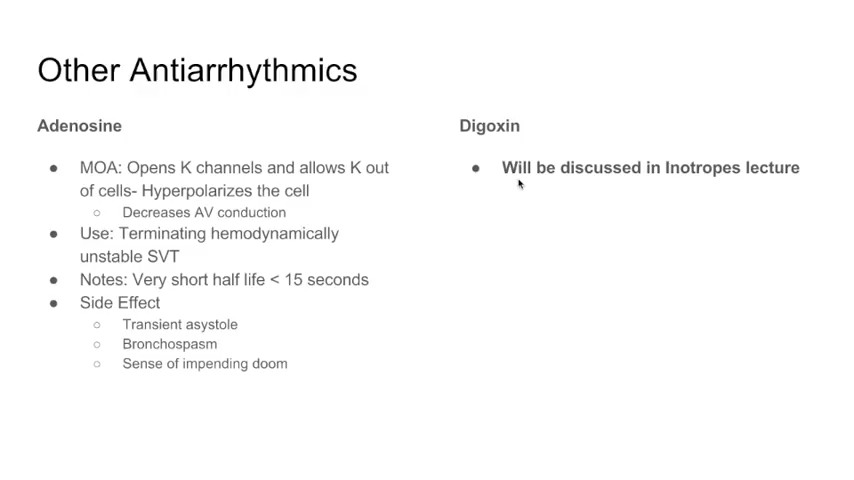 Other Antiarrhythmics
Adenosine
● MOA: Opens K channels and allows K out
of cells- Hyperpolarizes the cell
○ Decreases AV conduction
● Use: Terminating hemodynamically
unstable SVT
● Notes: Very short half life < 15 seconds
● Side Effect
○ Transient asystole
○ Bronchospasm
○ Sense of impending doom
Digoxin
● Will be discussed in Inotropes lecture